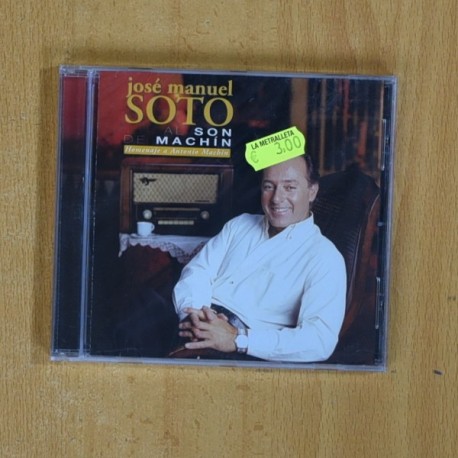 josé manuel
SOTO
AL SON
DE MACHÍN
Homenaje a Antonio Machín
LA METRALLETA
€ 3.00